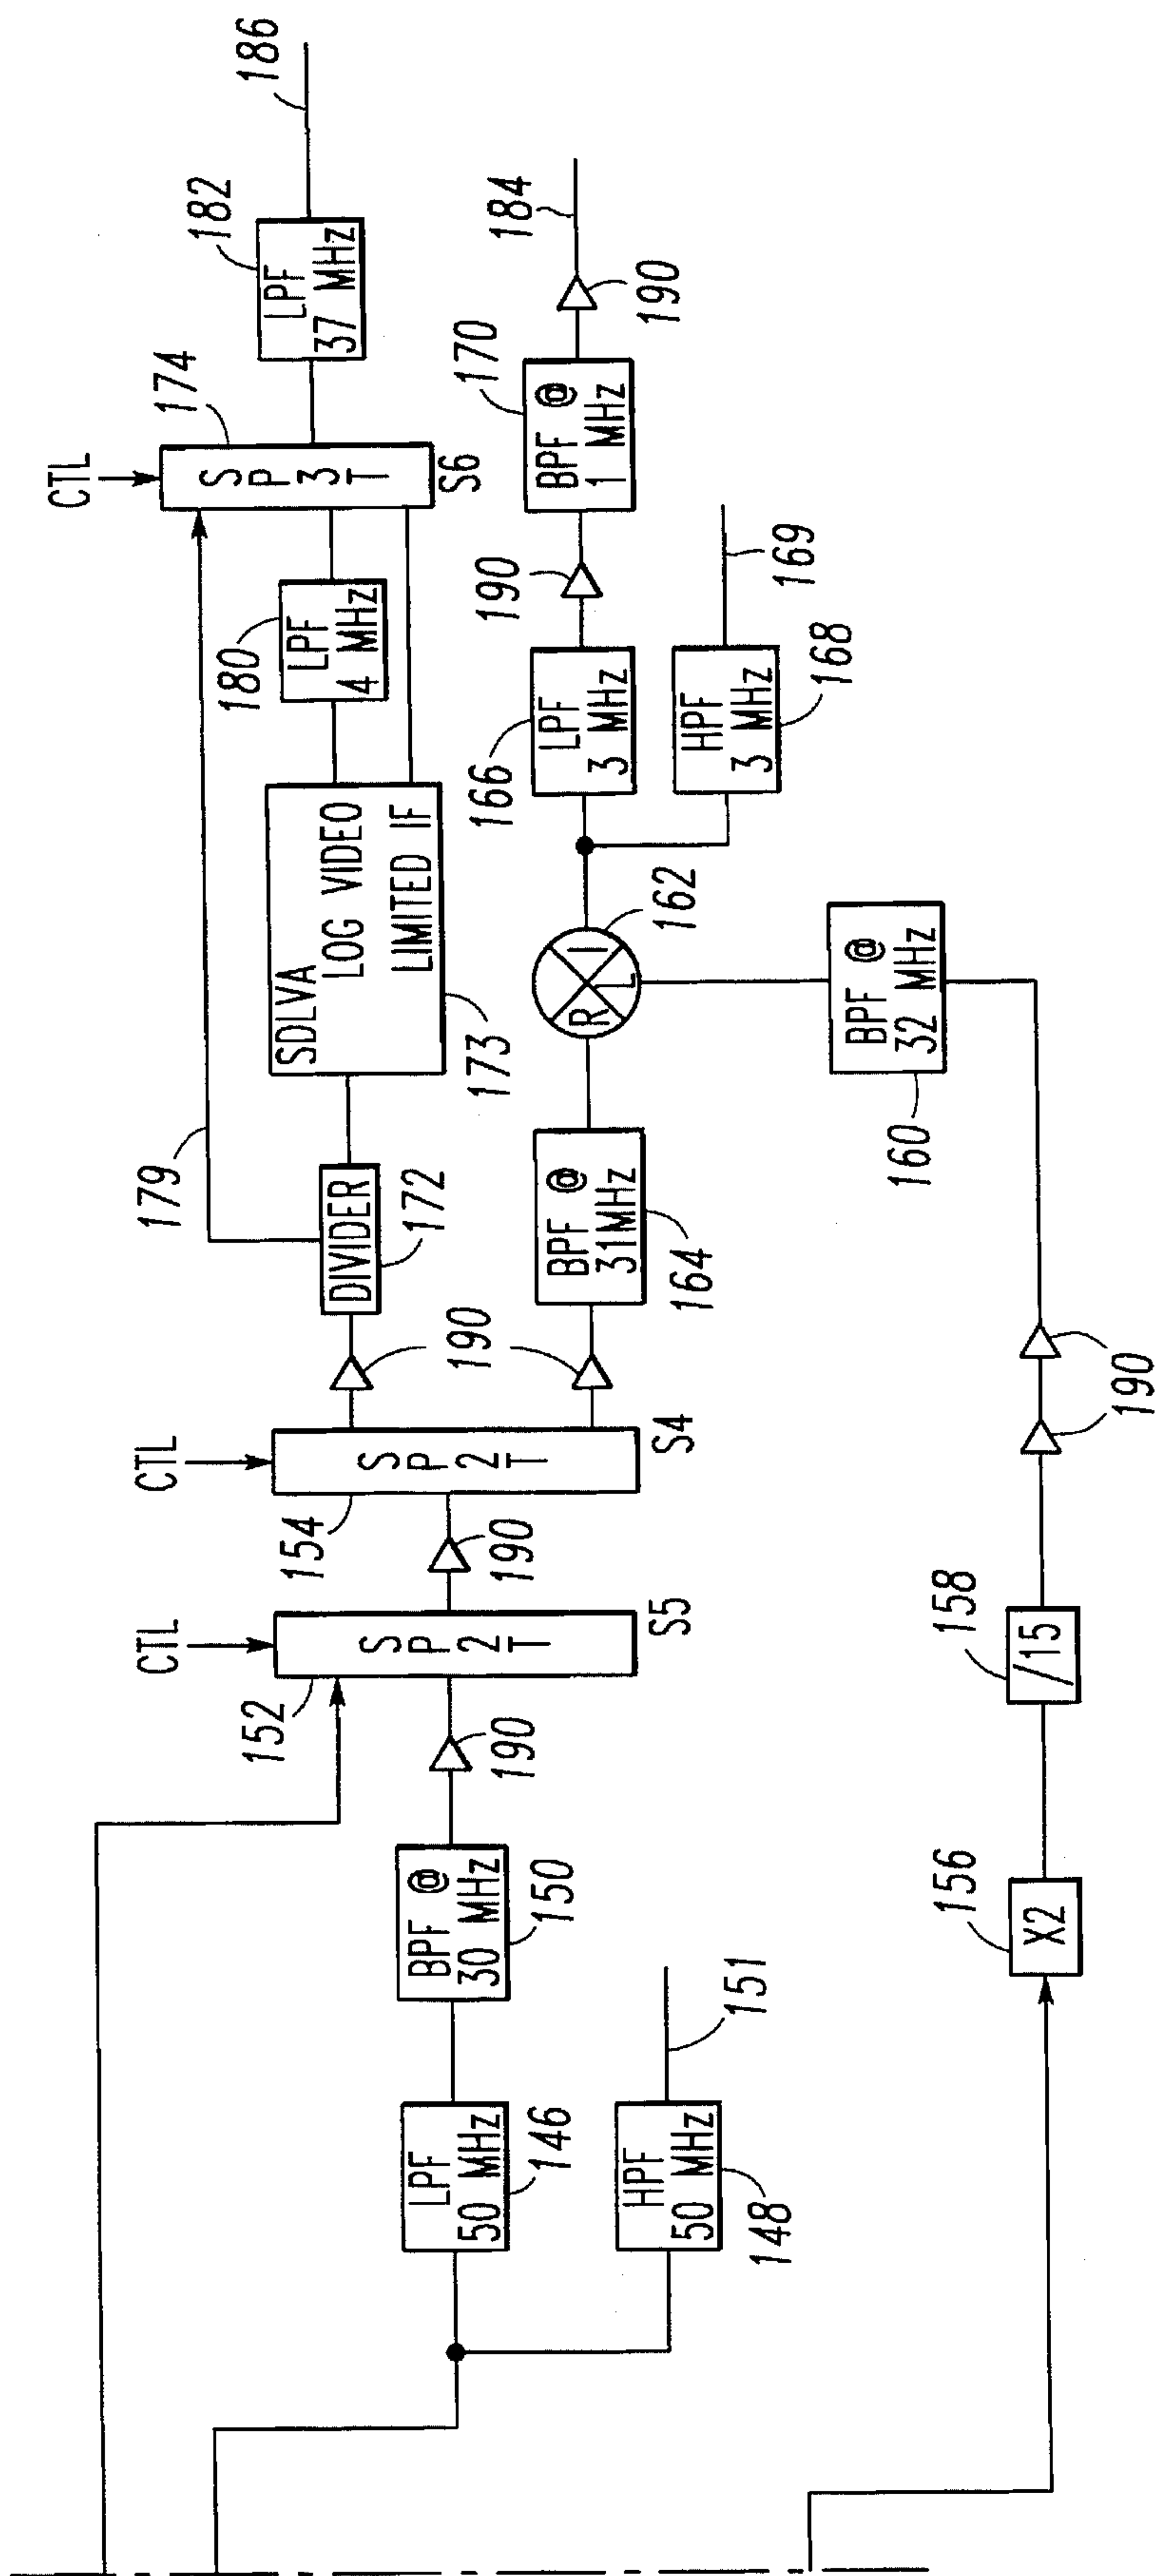 CTL
174
182
186
179
180
LPF
4 MHz
SP3T
S6
LPF
37 MHz
CTL
CTL
154
DIVIDER
172
SDLVA
LOG VIDEO
LIMITED IF
173
152
SP2T
S5
190
SP2T
S4
190
BPF @
31MHz
164
R L I
162
166
LPF
3 MHz
190
170
BPF @
1 MHz
190
184
HPF
3 MHz
168
169
LPF
50 MHz
146
BPF @
30 MHz
150
190
HPF
50 MHz
148
151
BPF @
32 MHz
160
156
X2
158
/15
190